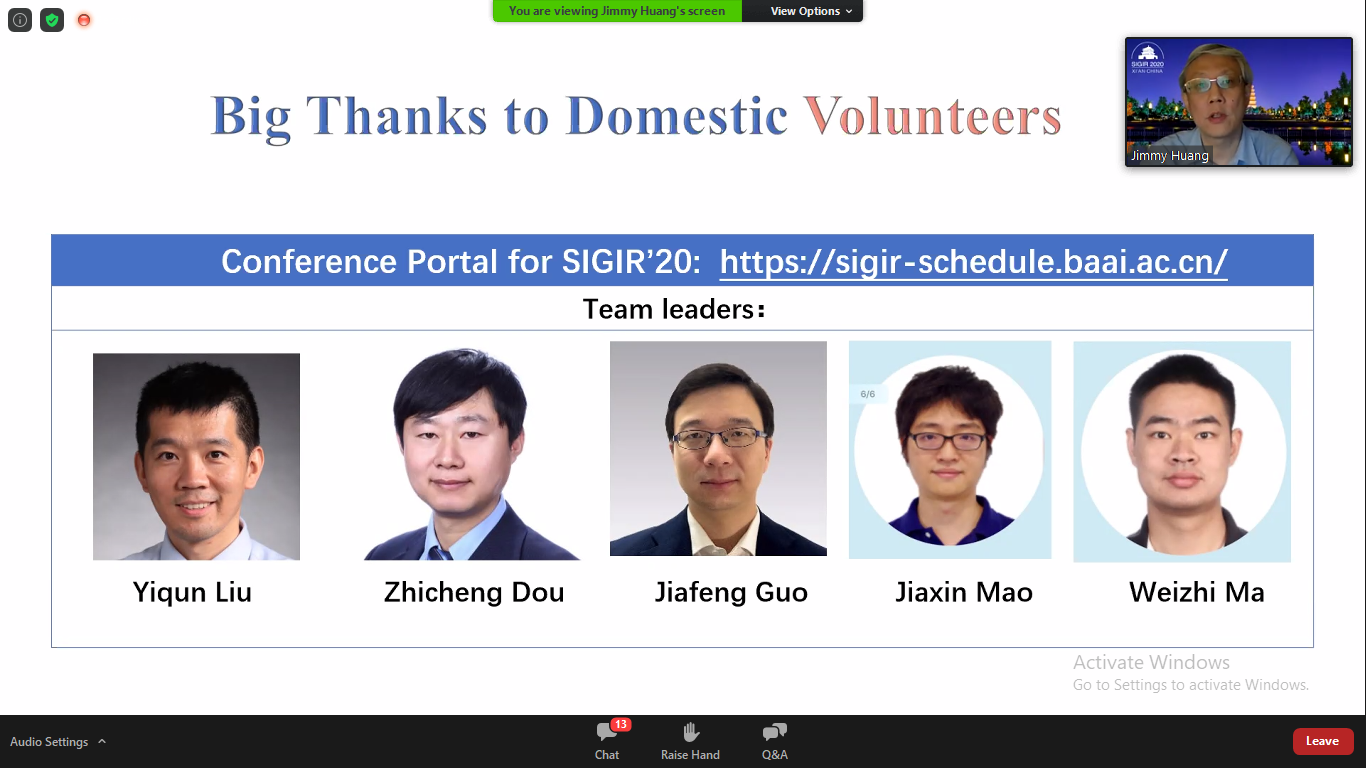 You are viewing Jimmy Huang's screen
View Options
SIGIR 2020
XI'AN CHINA
Jimmy Huang
Big Thanks to Domestic Volunteers
Conference Portal for SIGIR'20: https://sigir-schedule.baai.ac.cn/
Team leaders:
6/6
Yiqun Liu
Zhicheng Dou
Jiafeng Guo
Jiaxin Mao
Weizhi Ma
Activate Windows
Go to Settings to activate Windows.
Audio Settings
13
Chat
Raise Hand
Q&A
Leave